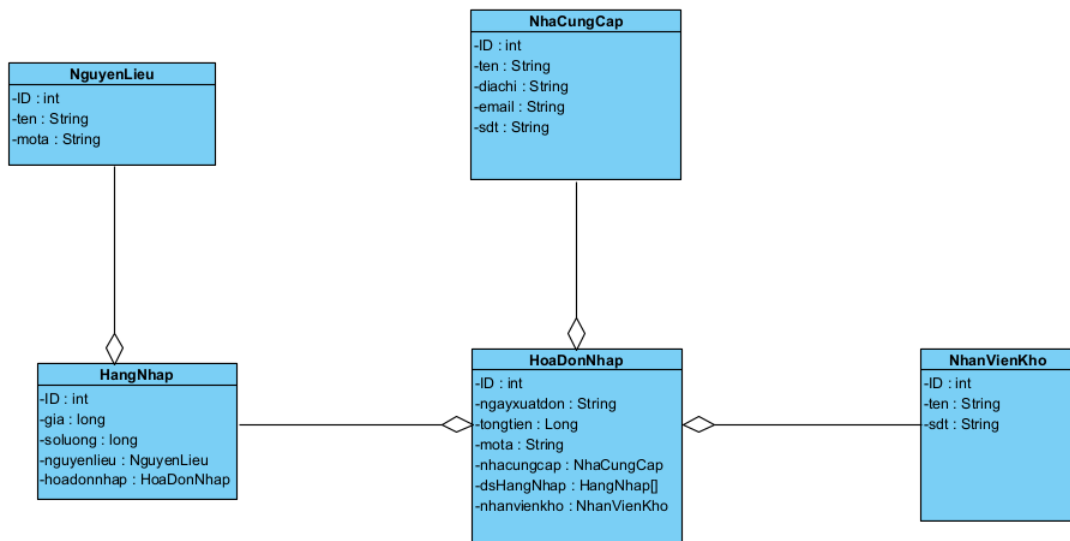 NhaCungCap
-ID : int
-ten : String
-diachi : String
-email : String
-sdt : String
NguyenLieu
-ID : int
-ten : String
-mota : String
HangNhap
-ID : int
-gia : long
-soluong : long
-nguyenlieu : NguyenLieu
-hoadonnhap : HoaDonNhap
HoaDonNhap
-ID : int
-ngayxuatdon : String
-tongtien : Long
-mota : String
-nhacungcap : NhaCungCap
-dsHangNhap : HangNhap[]
-nhanvienkho : NhanVienKho
NhanVienKho
-ID : int
-ten : String
-sdt : String